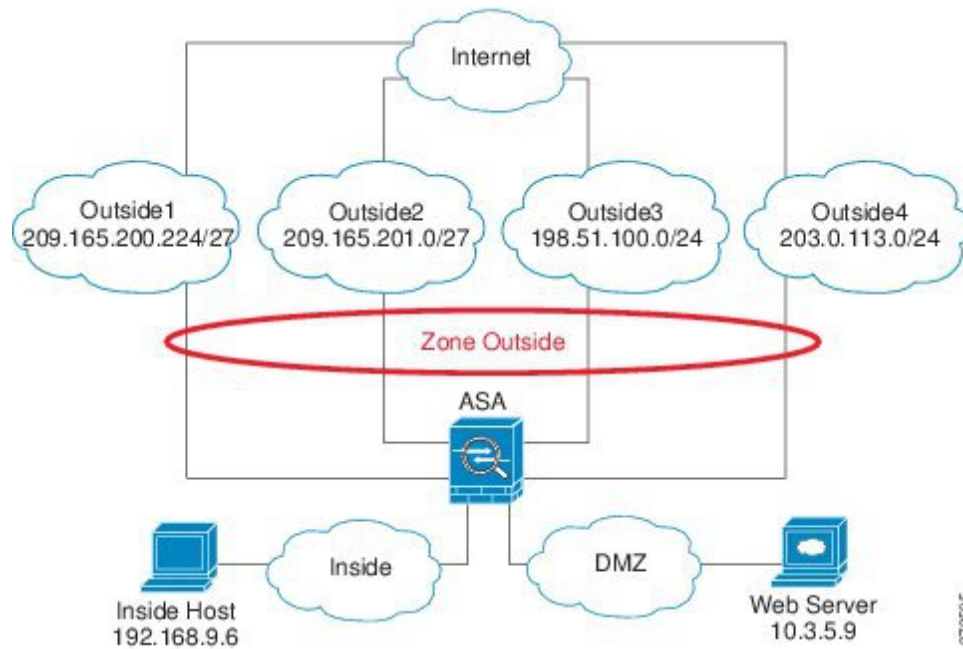 Internet
Outside1
209.165.200.224/27
Outside2
209.165.201.0/27
Outside3
198.51.100.0/24
Outside4
203.0.113.0/24
Zone Outside
ASA
Inside
DMZ
Inside Host
192.168.9.6
Web Server
10.3.5.9